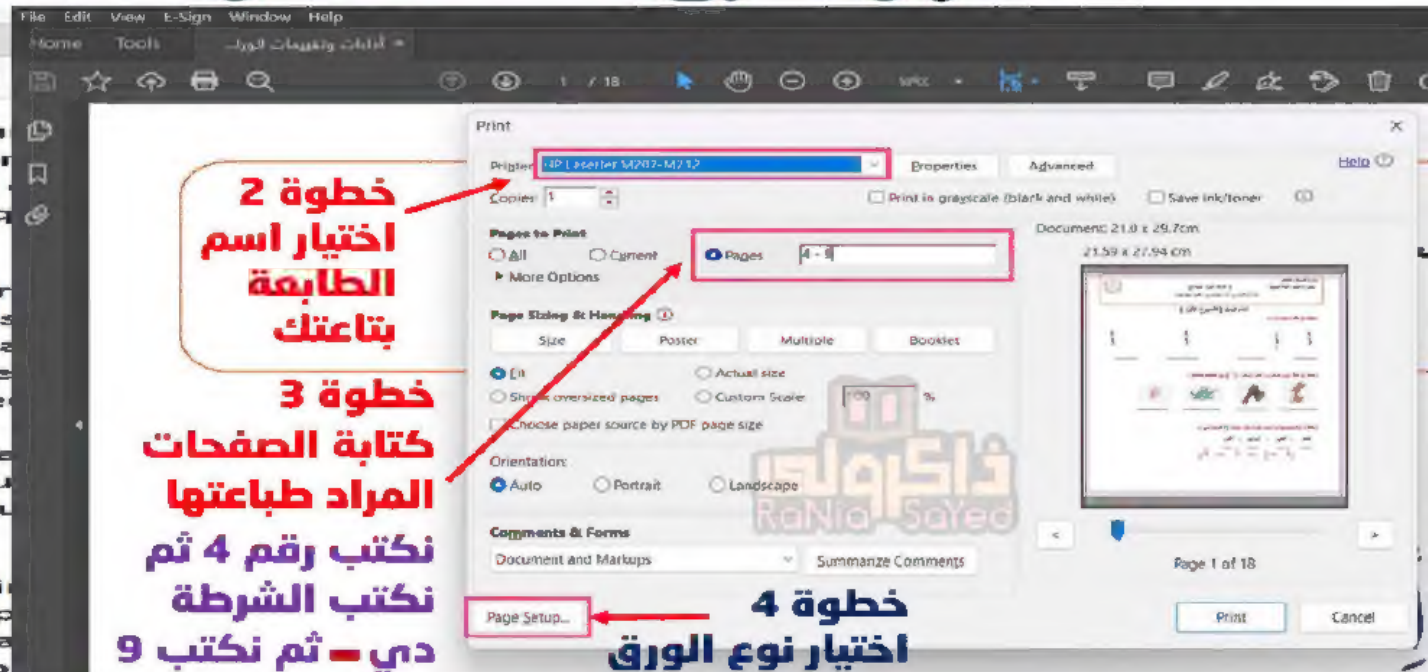 File Edit View E-Sign Window Help
Home Tools
1 / 18
Print
Printer: HP LaserJet M207-M212 Properties Advanced Help
Copies: 1 Print in grayscale (black and white) Save ink/toner
Pages to Print
All Current Pages 4 - 9
More Options
Document: 21.0 x 29.7cm
21.59 x 27.94 cm
Page Sizing & Handling
Size Poster Multiple Booklet
Fit Actual size
Shrink oversized pages Custom Scale: 100 %
Choose paper source by PDF page size
Orientation:
Auto Portrait Landscape
Comments & Forms
Document and Markups Summarize Comments
Page 1 of 18
Page Setup... Print Cancel
خطوة 2
اختيار اسم
الطابعة
بتاعتك
خطوة 3
كتابة الصفحات
المراد طباعتها
نكتب رقم 4 ثم
نكتب الشرطة
دي - ثم نكتب 9
خطوة 4
اختيار نوع الورق
ذاكرولي
RaNia SaYed